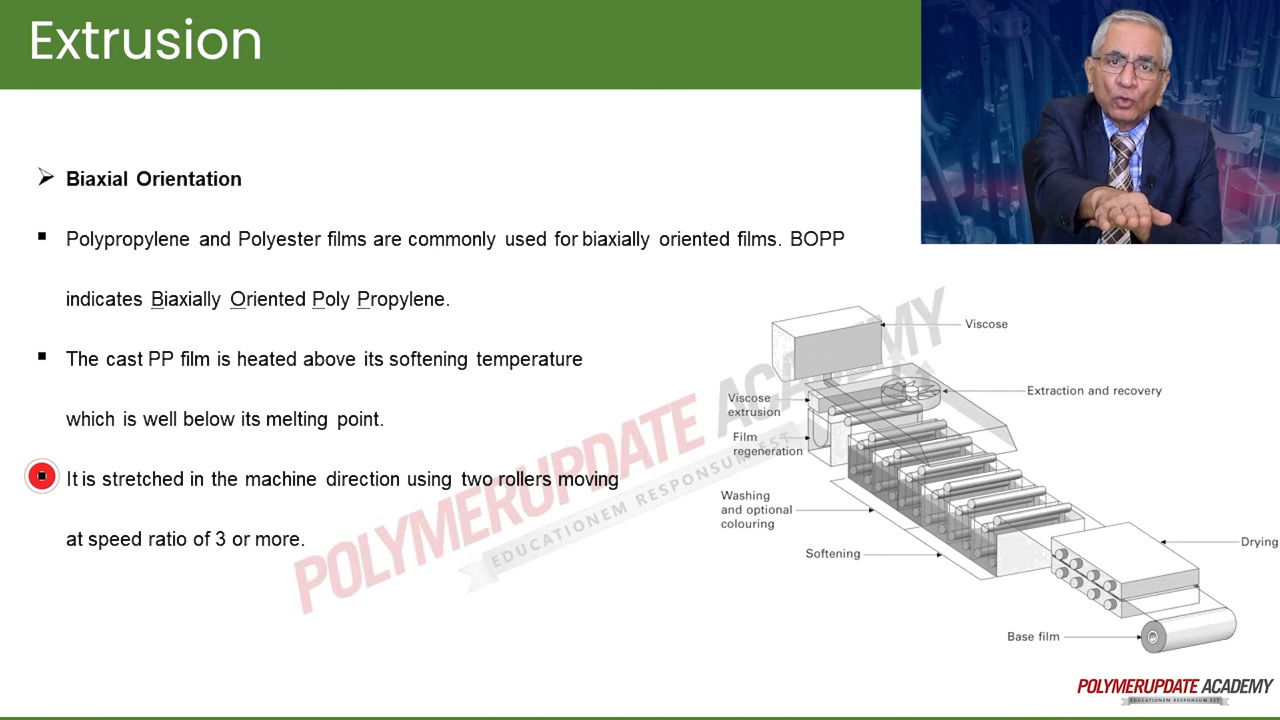 Extrusion
Biaxial Orientation
Polypropylene and Polyester films are commonly used for biaxially oriented films. BOPP
indicates Biaxially Oriented Poly Propylene.
The cast PP film is heated above its softening temperature
which is well below its melting point.
It is stretched in the machine direction using two rollers moving
at speed ratio of 3 or more.
Viscose
Extraction and recovery
Viscose
extrusion
Film
regeneration
Washing
and optional
colouring
Softening
Drying
Base film
POLYMERUPDATE ACADEMY
EDUCATIONEM RESPONSUM EST
POLYMERUPDATE ACADEMY
EDUCATIONEM RESPONSUM EST